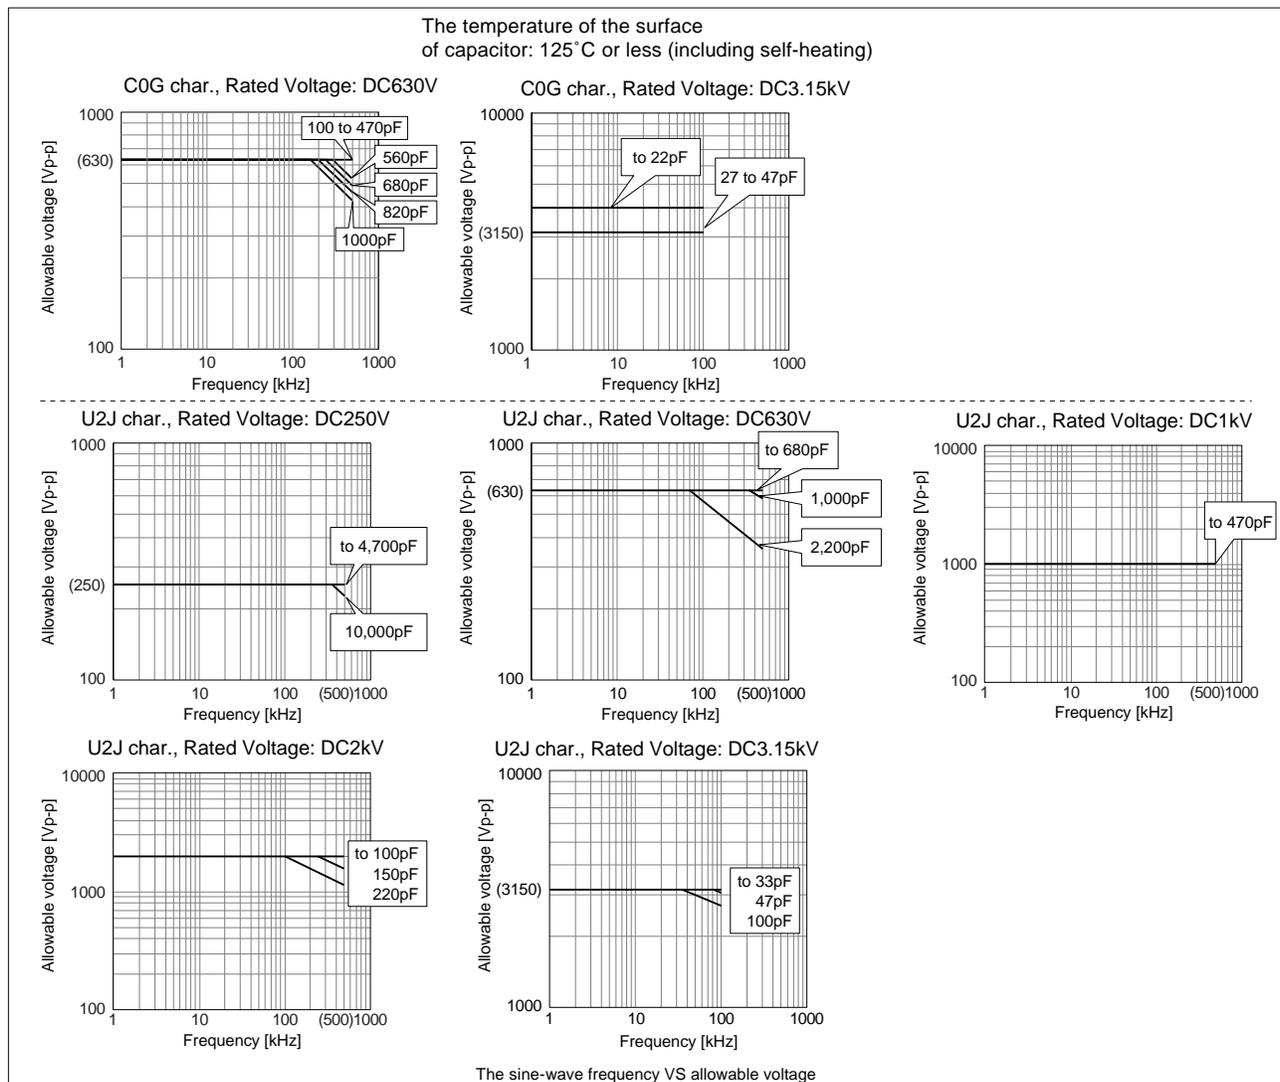 The temperature of the surface
of capacitor: 125˚C or less (including self-heating)
C0G char., Rated Voltage: DC630V
Allowable voltage [Vp-p]
1000
(630)
100
100 to 470pF
560pF
680pF
820pF
1000pF
1
10
100
1000
Frequency [kHz]
C0G char., Rated Voltage: DC3.15kV
Allowable voltage [Vp-p]
10000
(3150)
1000
to 22pF
27 to 47pF
1
10
100
1000
Frequency [kHz]
U2J char., Rated Voltage: DC250V
Allowable voltage [Vp-p]
1000
(250)
100
to 4,700pF
10,000pF
1
10
100
(500)1000
Frequency [kHz]
U2J char., Rated Voltage: DC630V
Allowable voltage [Vp-p]
1000
(630)
100
to 680pF
1,000pF
2,200pF
1
10
100
(500)1000
Frequency [kHz]
U2J char., Rated Voltage: DC1kV
Allowable voltage [Vp-p]
10000
1000
100
to 470pF
1
10
100
(500)1000
Frequency [kHz]
U2J char., Rated Voltage: DC2kV
Allowable voltage [Vp-p]
10000
1000
100
to 100pF
150pF
220pF
1
10
100
(500)1000
Frequency [kHz]
U2J char., Rated Voltage: DC3.15kV
Allowable voltage [Vp-p]
10000
(3150)
1000
to 33pF
47pF
100pF
1
10
100
1000
Frequency [kHz]
The sine-wave frequency VS allowable voltage